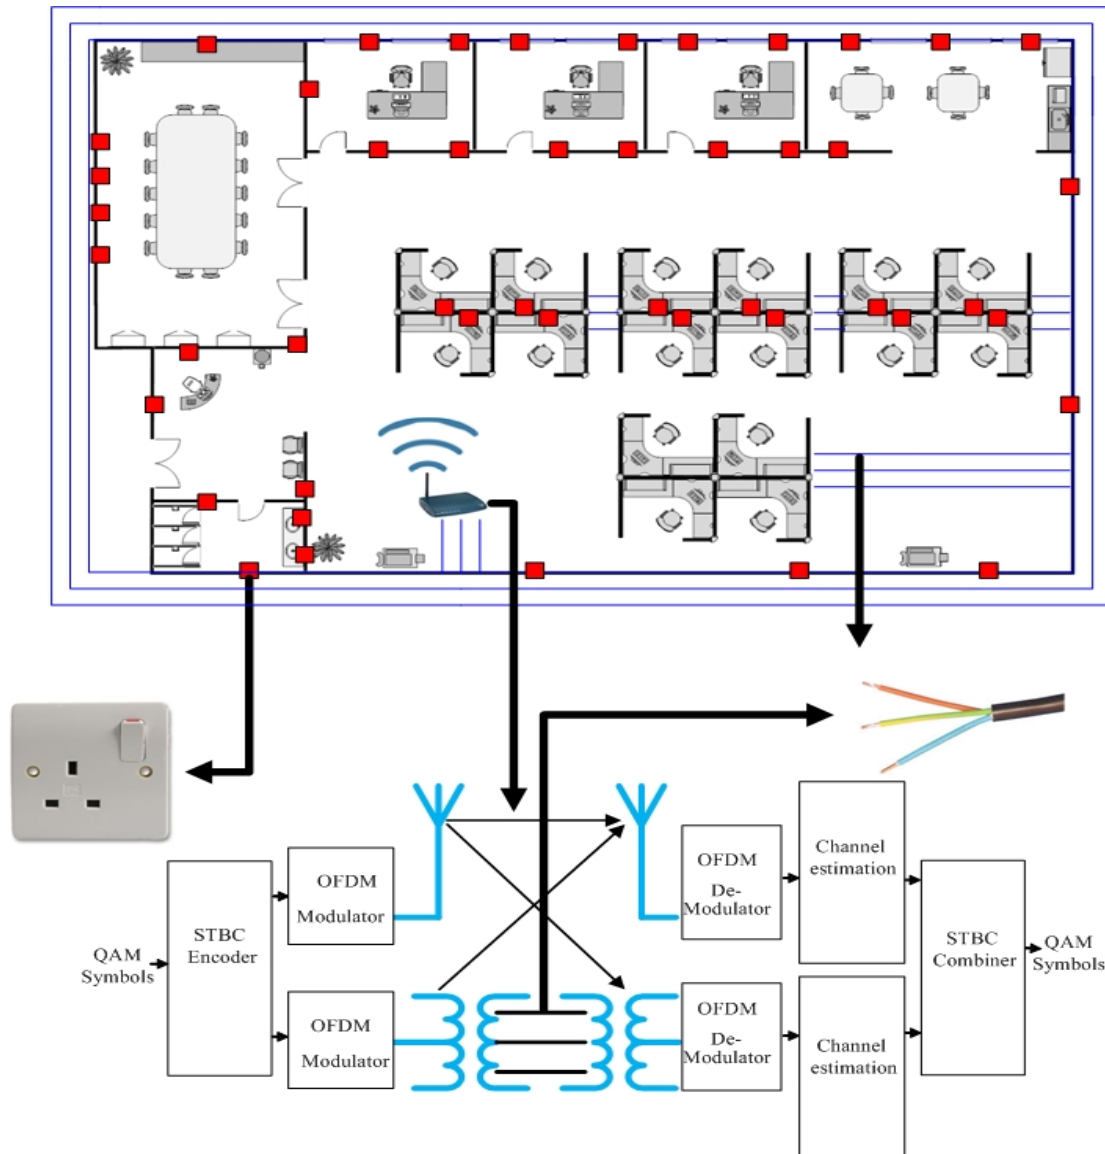 OFDM
Modulator
STBC
Encoder
QAM
Symbols
OFDM
Modulator
OFDM
De-
Modulator
Channel
estimation
STBC
Combiner
QAM
Symbols
OFDM
De-
Modulator
Channel
estimation